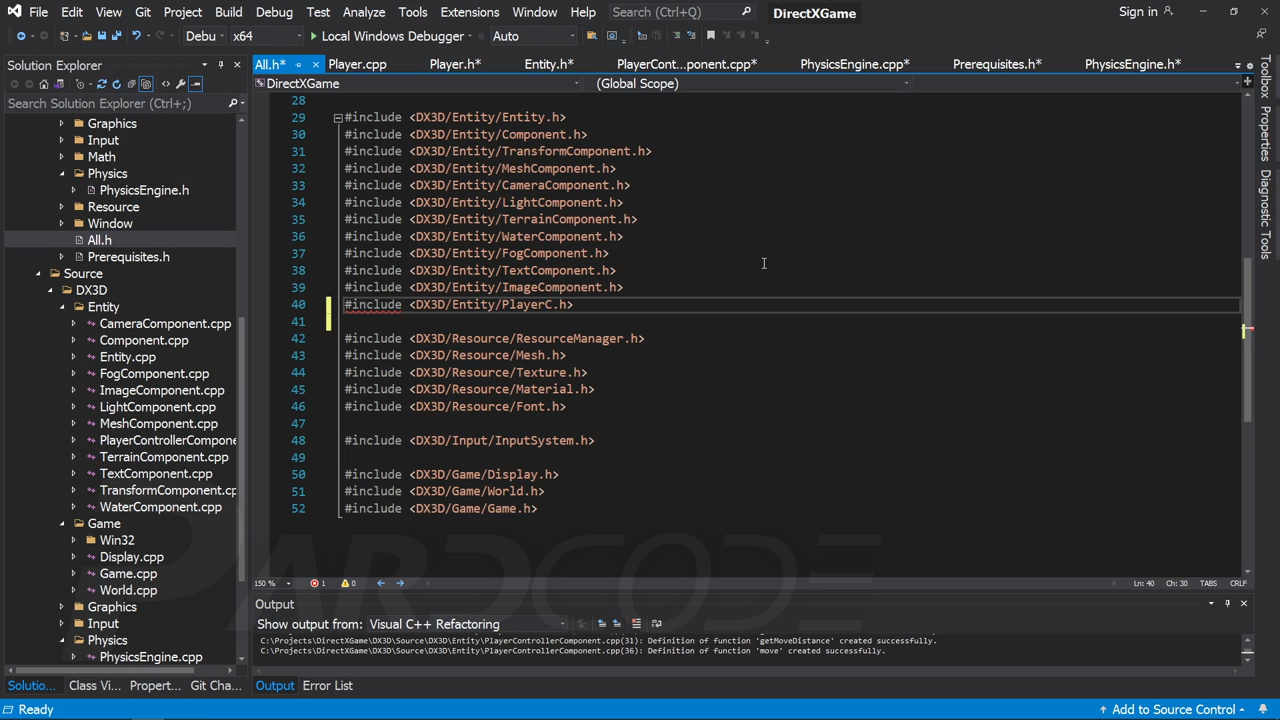 File Edit View Git Project Build Debug Test Analyze Tools Extensions Window Help Search (Ctrl+Q) DirectXGame Sign in
Debu x64 Local Windows Debugger Auto
Solution Explorer
All.h* Player.cpp Player.h* Entity.h* PlayerCont...ponent.cpp* PhysicsEngine.cpp* Prerequisites.h* PhysicsEngine.h*
DirectXGame (Global Scope)
Search Solution Explorer (Ctrl+;)
Graphics
Input
Math
Physics
PhysicsEngine.h
Resource
Window
All.h
Prerequisites.h
Source
DX3D
Entity
CameraComponent.cpp
Component.cpp
Entity.cpp
FogComponent.cpp
ImageComponent.cpp
LightComponent.cpp
MeshComponent.cpp
PlayerControllerCompone
TerrainComponent.cpp
TextComponent.cpp
TransformComponent.cp
WaterComponent.cpp
Game
Win32
Display.cpp
Game.cpp
World.cpp
Graphics
Input
Physics
PhysicsEngine.cpp
Solutio... Class Vi... Propert... Git Cha...
28
29 #include <DX3D/Entity/Entity.h>
30 #include <DX3D/Entity/Component.h>
31 #include <DX3D/Entity/TransformComponent.h>
32 #include <DX3D/Entity/MeshComponent.h>
33 #include <DX3D/Entity/CameraComponent.h>
34 #include <DX3D/Entity/LightComponent.h>
35 #include <DX3D/Entity/TerrainComponent.h>
36 #include <DX3D/Entity/WaterComponent.h>
37 #include <DX3D/Entity/FogComponent.h>
38 #include <DX3D/Entity/TextComponent.h>
39 #include <DX3D/Entity/ImageComponent.h>
40 #include <DX3D/Entity/PlayerC.h>
41
42 #include <DX3D/Resource/ResourceManager.h>
43 #include <DX3D/Resource/Mesh.h>
44 #include <DX3D/Resource/Texture.h>
45 #include <DX3D/Resource/Material.h>
46 #include <DX3D/Resource/Font.h>
47
48 #include <DX3D/Input/InputSystem.h>
49
50 #include <DX3D/Game/Display.h>
51 #include <DX3D/Game/World.h>
52 #include <DX3D/Game/Game.h>
PARDCODE
150 % 1 0 Ln: 40 Ch: 30 TABS CRLF
Output
Show output from: Visual C++ Refactoring
C:\Projects\DirectXGame\DX3D\Source\DX3D\Entity\PlayerControllerComponent.cpp(31): Definition of function 'getMoveDistance' created successfully.
C:\Projects\DirectXGame\DX3D\Source\DX3D\Entity\PlayerControllerComponent.cpp(36): Definition of function 'move' created successfully.
Output Error List
Toolbox
Properties
Diagnostic Tools
Ready Add to Source Control